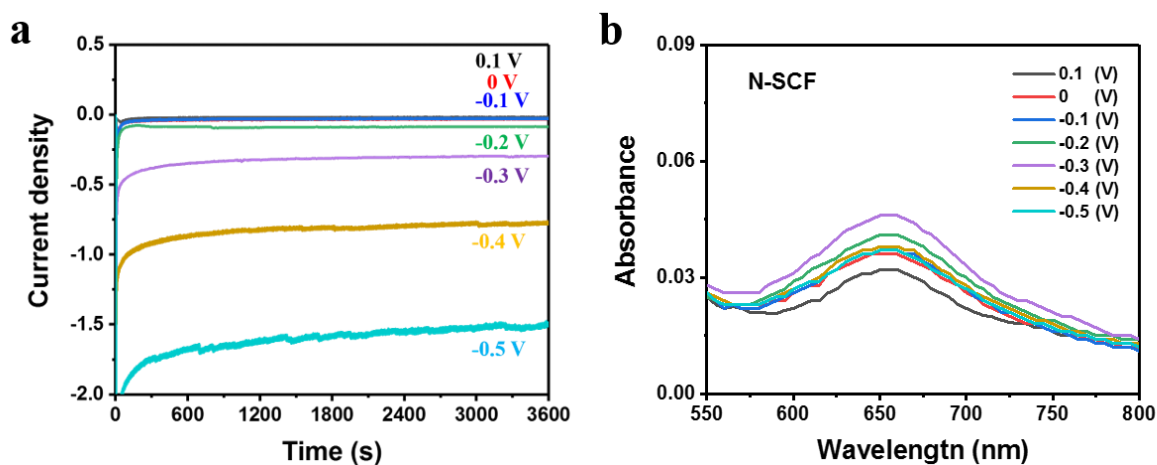 a
0.5
0.0
-0.5
-1.0
-1.5
-2.0
Current density
0.1 V
0 V
-0.1 V
-0.2 V
-0.3 V
-0.4 V
-0.5 V
0 600 1200 1800 2400 3000 3600
Time (s)
b
0.09
0.06
0.03
0.00
Absorbance
N-SCF
0.1 (V)
0 (V)
-0.1 (V)
-0.2 (V)
-0.3 (V)
-0.4 (V)
-0.5 (V)
550 600 650 700 750 800
Wavelengtn (nm)